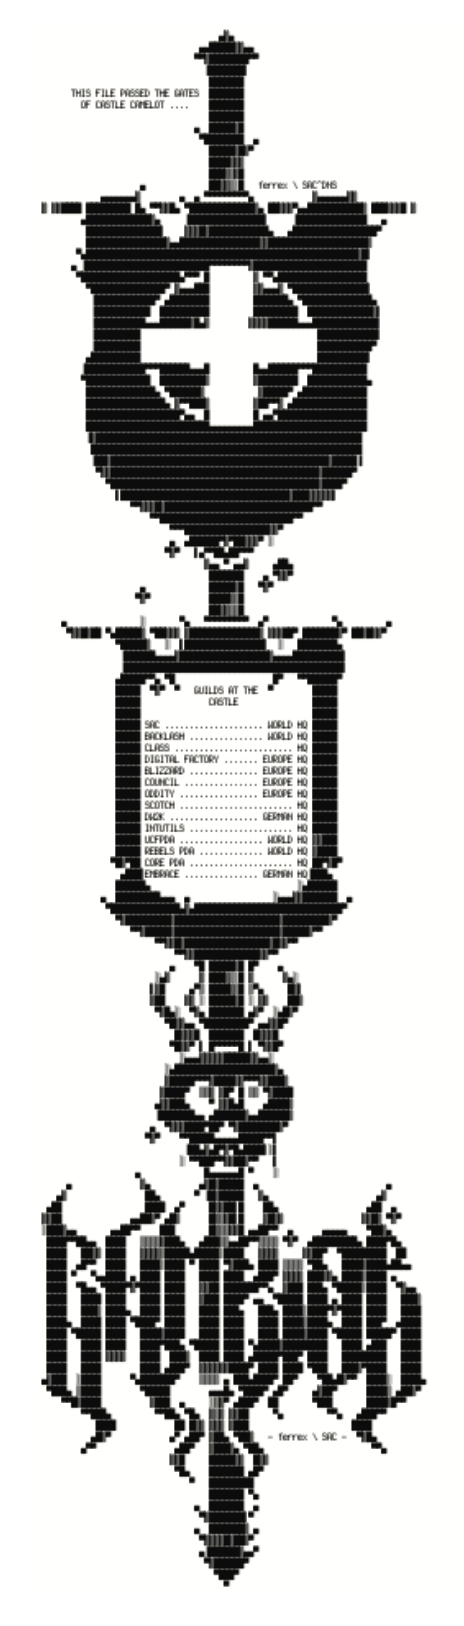 THIS FILE PASSED THE GATES
OF CASTLE CAMELOT ....
ferrex \ SAC^DHS
GUILDS AT THE
CASTLE
SAC .................... WORLD HQ
BACKLASH ............... WORLD HQ
CLASS ........................ HQ
DIGITAL FACTORY ....... EUROPE HQ
BLIZZARD .............. EUROPE HQ
COUNCIL ............... EUROPE HQ
ODDITY ................ EUROPE HQ
SCOTCH ....................... HQ
DW2K .................. GERMAN HQ
INTUTILS ..................... HQ
UCFPDA ................. WORLD HQ
REBELS PDA ............. WORLD HQ
CORE PDA ..................... HQ
EMBRACE ............... GERMAN HQ
- ferrex \ SAC -